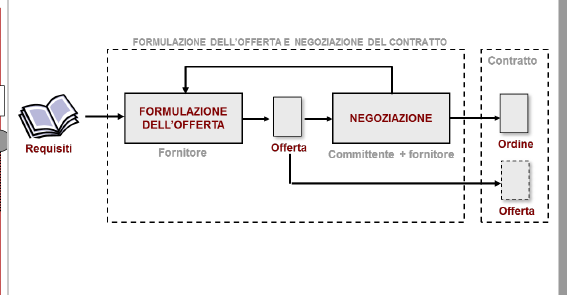 FORMULAZIONE DELL'OFFERTA E NEGOZIAZIONE DEL CONTRATTO
Contratto
FORMULAZIONE
DELL'OFFERTA
NEGOZIAZIONE
Requisiti
Fornitore
Offerta
Committente + fornitore
Ordine
Offerta